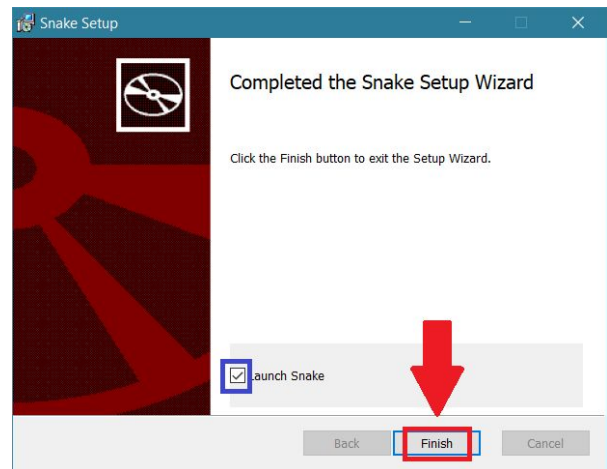 Snake Setup
Completed the Snake Setup Wizard
Click the Finish button to exit the Setup Wizard.
Launch Snake
Back Finish Cancel